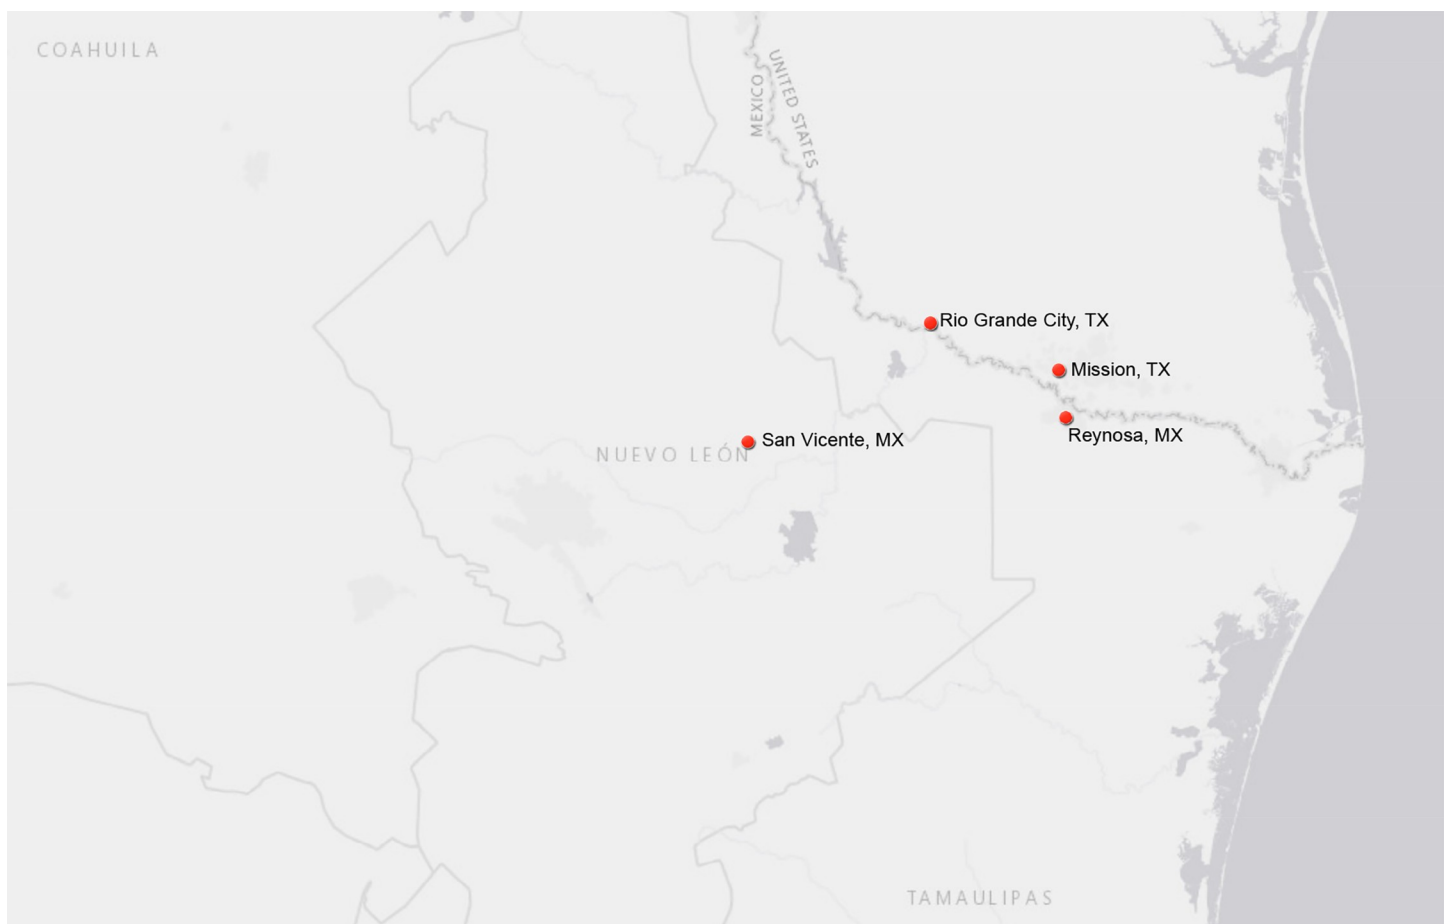 COAHUILA
MEXICO
UNITED STATES
Rio Grande City, TX
Mission, TX
Reynosa, MX
San Vicente, MX
NUEVO LEÓN
TAMAULIPAS